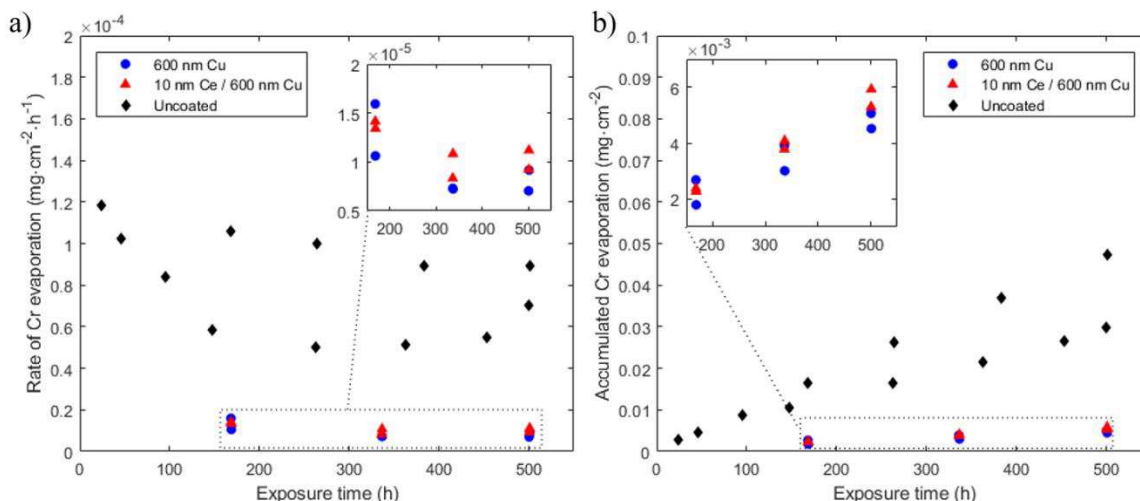 a)
×10⁻⁴
2
1.8
1.6
1.4
1.2
1
0.8
0.6
0.4
0.2
0
0 100 200 300 400 500
Rate of Cr evaporation (mg·cm⁻²·h⁻¹)
Exposure time (h)
600 nm Cu
10 nm Ce / 600 nm Cu
Uncoated
×10⁻⁵
2
1.5
1
0.5
200 300 400 500
b)
0.1
0.09
0.08
0.07
0.06
0.05
0.04
0.03
0.02
0.01
0
0 100 200 300 400 500
Accumulated Cr evaporation (mg·cm⁻²)
Exposure time (h)
×10⁻³
6
4
2
200 300 400 500
600 nm Cu
10 nm Ce / 600 nm Cu
Uncoated